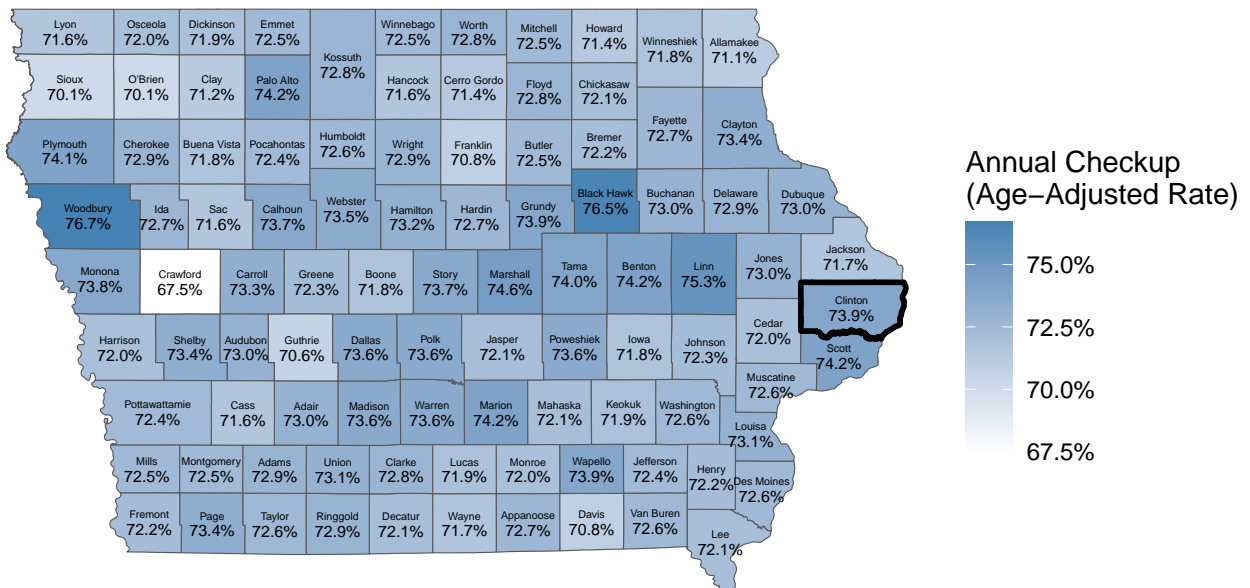 Lyon
71.6%
Osceola
72.0%
Dickinson
71.9%
Emmet
72.5%
Kossuth
72.8%
Winnebago
72.5%
Worth
72.8%
Mitchell
72.5%
Howard
71.4%
Winneshiek
71.8%
Allamakee
71.1%
Sioux
70.1%
O'Brien
70.1%
Clay
71.2%
Palo Alto
74.2%
Hancock
71.6%
Cerro Gordo
71.4%
Floyd
72.8%
Chickasaw
72.1%
Fayette
72.7%
Clayton
73.4%
Plymouth
74.1%
Cherokee
72.9%
Buena Vista
71.8%
Pocahontas
72.4%
Humboldt
72.6%
Wright
72.9%
Franklin
70.8%
Butler
72.5%
Bremer
72.2%
Woodbury
76.7%
Ida
72.7%
Sac
71.6%
Calhoun
73.7%
Webster
73.5%
Hamilton
73.2%
Hardin
72.7%
Grundy
73.9%
Black Hawk
76.5%
Buchanan
73.0%
Delaware
72.9%
Dubuque
73.0%
Monona
73.8%
Crawford
67.5%
Carroll
73.3%
Greene
72.3%
Boone
71.8%
Story
73.7%
Marshall
74.6%
Tama
74.0%
Benton
74.2%
Linn
75.3%
Jones
73.0%
Jackson
71.7%
Clinton
73.9%
Harrison
72.0%
Shelby
73.4%
Audubon
73.0%
Guthrie
70.6%
Dallas
73.6%
Polk
73.6%
Jasper
72.1%
Poweshiek
73.6%
Iowa
71.8%
Johnson
72.3%
Cedar
72.0%
Scott
74.2%
Muscatine
72.6%
Pottawattamie
72.4%
Cass
71.6%
Adair
73.0%
Madison
73.6%
Warren
73.6%
Marion
74.2%
Mahaska
72.1%
Keokuk
71.9%
Washington
72.6%
Louisa
73.1%
Mills
72.5%
Montgomery
72.5%
Adams
72.9%
Union
73.1%
Clarke
72.8%
Lucas
71.9%
Monroe
72.0%
Wapello
73.9%
Jefferson
72.4%
Henry
72.2%
Des Moines
72.6%
Fremont
72.2%
Page
73.4%
Taylor
72.6%
Ringgold
72.9%
Decatur
72.1%
Wayne
71.7%
Appanoose
72.7%
Davis
70.8%
Van Buren
72.6%
Lee
72.1%
Annual Checkup
(Age−Adjusted Rate)
75.0%
72.5%
70.0%
67.5%